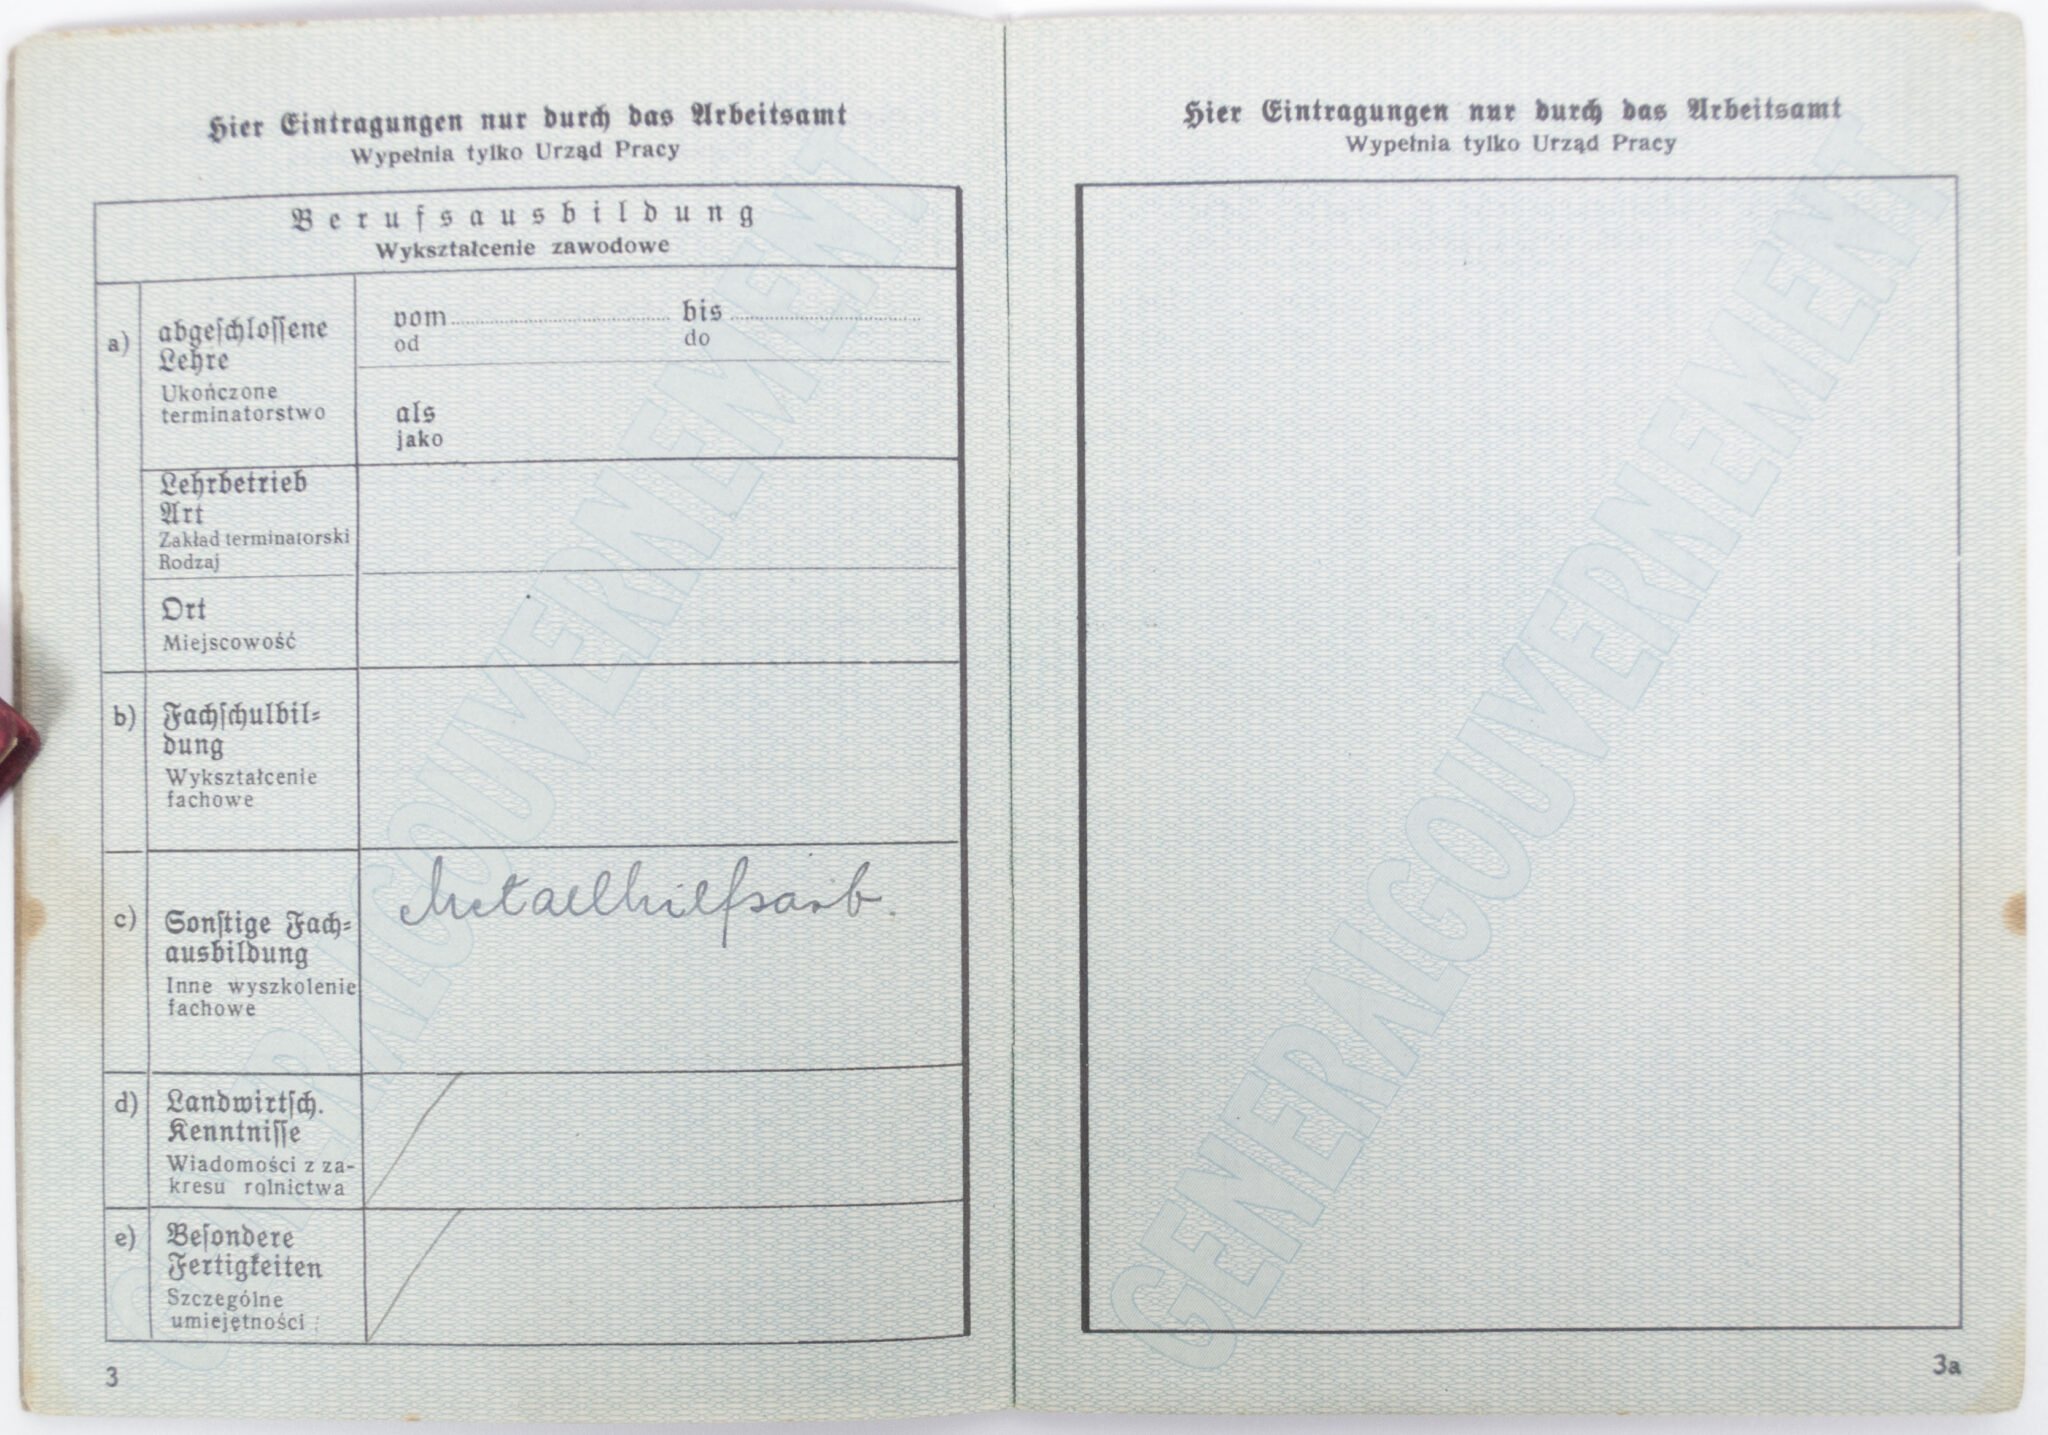 Hier Eintragungen nur durch das Arbeitsamt
Wypełnia tylko Urząd Pracy
Berufsausbildung
Wykształcenie zawodowe
a)
abgeschlossene
Lehre
Ukończone
terminatorstwo
vom bis
od do
als
jako
Lehrbetrieb
Art
Zakład terminatorski
Rodzaj
Ort
Miejscowość
b)
Fachschulbil-
dung
Wykształcenie
fachowe
c)
Sonstige Fach-
ausbildung
Inne wyszkolenie
fachowe
Metallhilfsarb.
d)
Landwirtsch.
Kenntnisse
Wiadomości z za-
kresu rolnictwa
e)
Besondere
Fertigkeiten
Szczególne
umiejętności
3
GENERALGOUVERNEMENT
Hier Eintragungen nur durch das Arbeitsamt
Wypełnia tylko Urząd Pracy
GENERALGOUVERNEMENT
3a